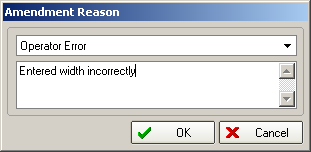 Amendment Reason
Operator Error
Entered width incorrectly
OK
Cancel